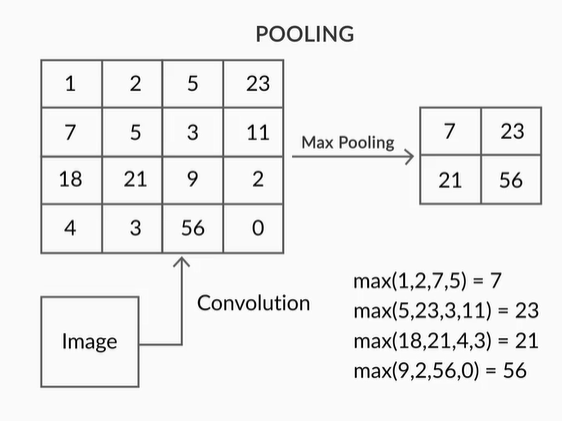 POOLING
1 2 5 23
7 5 3 11
18 21 9 2
4 3 56 0
Max Pooling
7 23
21 56
Image
Convolution
max(1,2,7,5) = 7
max(5,23,3,11) = 23
max(18,21,4,3) = 21
max(9,2,56,0) = 56